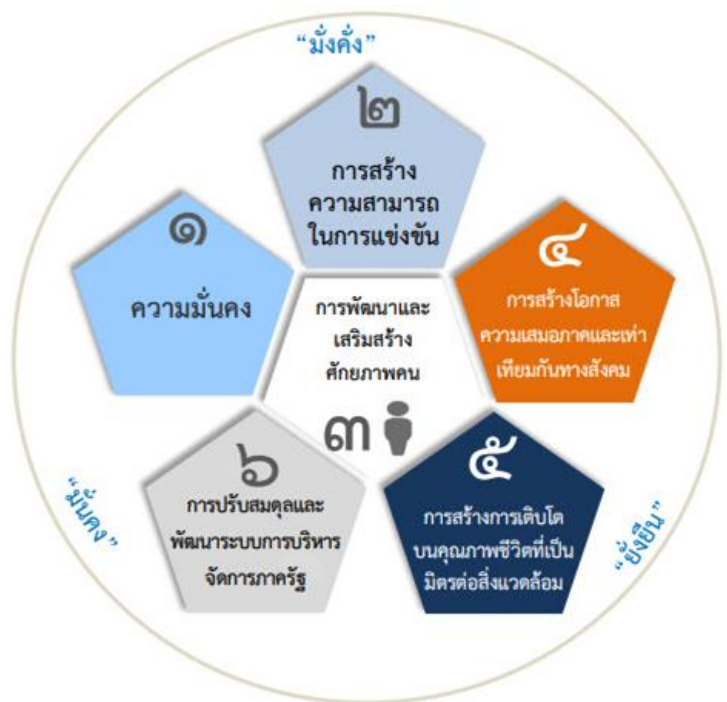 “มั่งคั่ง”
๒
การสร้าง
ความสามารถ
ในการแข่งขัน
๑
ความมั่นคง
๔
การสร้างโอกาส
ความเสมอภาคและเท่า
เทียมกันทางสังคม
การพัฒนาและ
เสริมสร้าง
ศักยภาพคน
๓
๖
การปรับสมดุลและ
พัฒนาระบบการบริหาร
จัดการภาครัฐ
๕
การสร้างการเติบโต
บนคุณภาพชีวิตที่เป็น
มิตรต่อสิ่งแวดล้อม
“มั่นคง”
“ยั่งยืน”